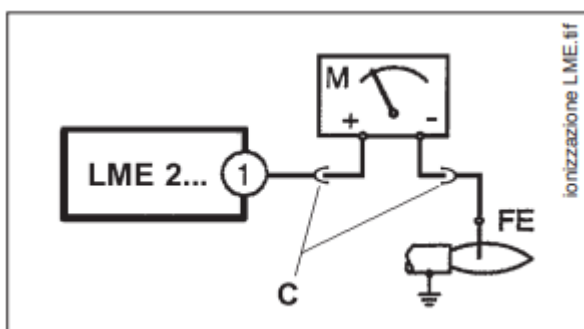 ionizzazione LME.tif
M
+ -
LME 2... 1
FE
C